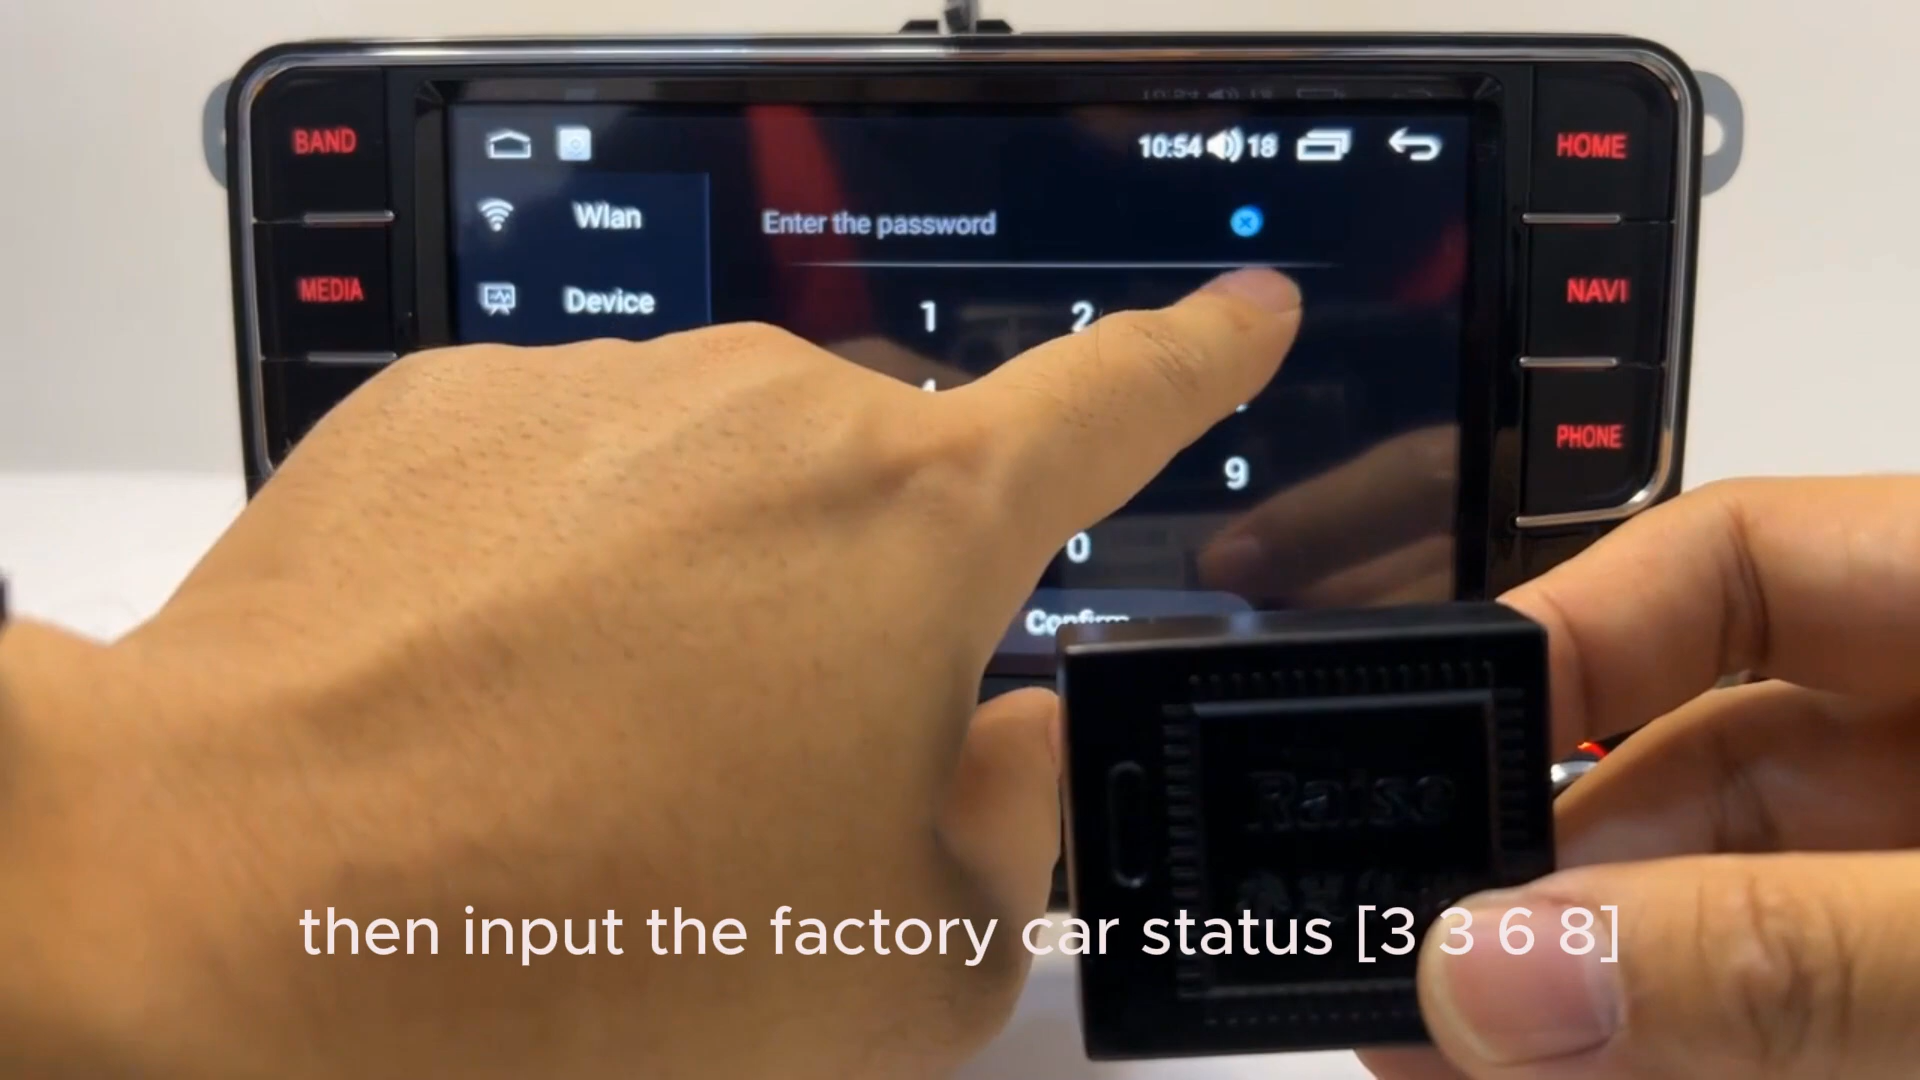 BAND
MEDIA
10:54 18
Wlan
Device
Enter the password
1 2
9
0
Confirm
HOME
NAVI
PHONE
Raise
then input the factory car status [3 3 6 8]